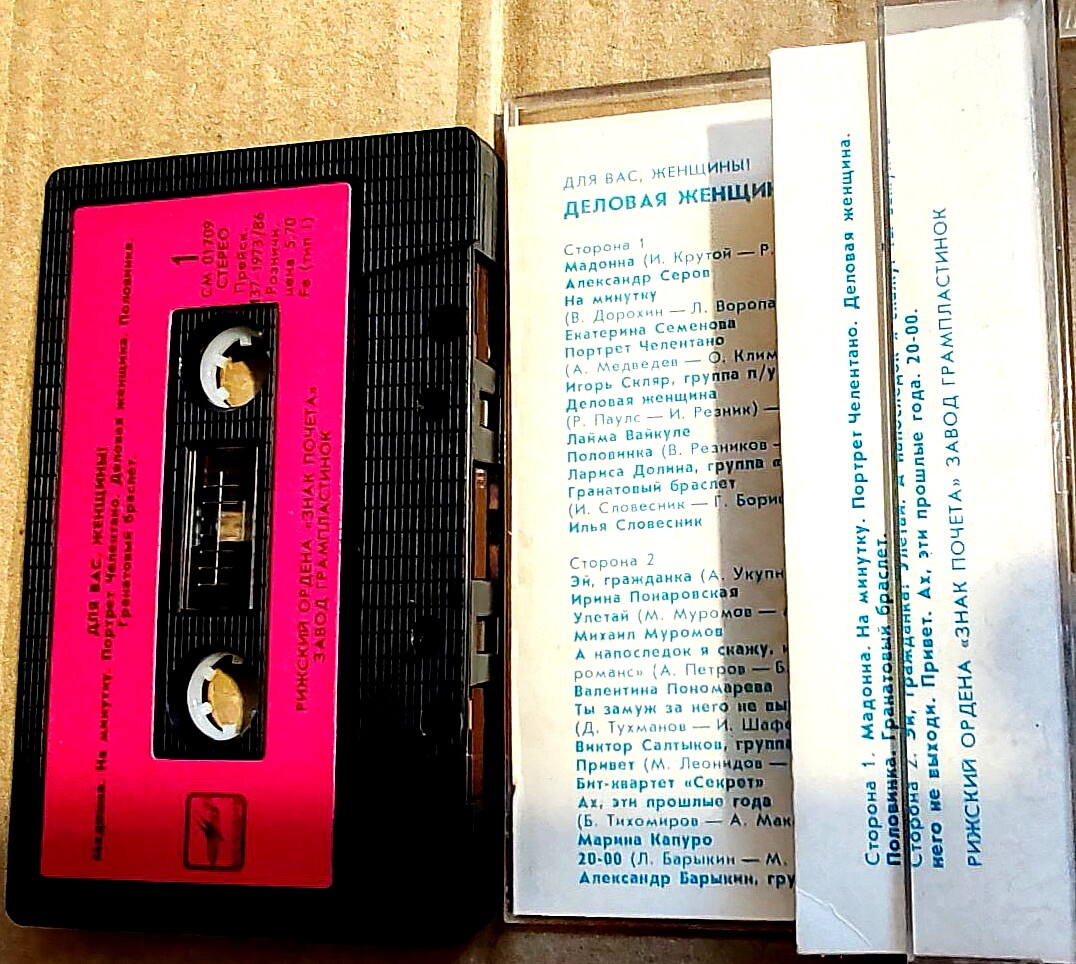 1
СМ 01709
СТЕРЕО
Прейск.
137-1973/86
Розничн.
цена 5,70
Fe (тип I)
ДЛЯ ВАС, ЖЕНЩИНЫ!
Мадонна. На минутку. Портрет Челентано. Деловая женщина. Половинка.
Гранатовый браслет.
РИЖСКИЙ ОРДЕНА «ЗНАК ПОЧЕТА»
ЗАВОД ГРАМПЛАСТИНОК
ДЛЯ ВАС, ЖЕНЩИНЫ!
ДЕЛОВАЯ ЖЕНЩИН
Сторона 1
Мадонна (И. Крутой — Р.
Александр Серов
На минутку
(В. Дорохин — Л. Воропа
Екатерина Семенова
Портрет Челентано
(А. Медведев — О. Клим
Игорь Скляр, группа п/у
Деловая женщина
(Р. Паулс — И. Резник) —
Лайма Вайкуле
Половинка (В. Резников —
Лариса Долина, группа «
Гранатовый браслет
(И. Словесник — Г. Бори
Илья Словесник
Сторона 2
Эй, гражданка (А. Укупн
Ирина Понаровская
Улетай (М. Муромов —
Михаил Муромов
А напоследок я скажу,
романс» (А. Петров — Б.
Валентина Пономарева
Ты замуж за него не вы
(Д. Тухманов — И. Шаф
Виктор Салтыков, группа
Привет (М. Леонидов —
Бит-квартет «Секрет»
Ах, эти прошлые года
(Б. Тихомиров — А. Мак
Марина Капуро
20-00 (Л. Барыкин — М.
Александр Барыкин, гру
Сторона 1. Мадонна. На минутку. Портрет Челентано. Деловая женщина.
Половинка. Гранатовый браслет.
Сторона 2. Эй, гражданка! Улетай. А напоследок я скажу.
него не выходи. Привет. Ах, эти прошлые года. 20-00.
РИЖСКИЙ ОРДЕНА «ЗНАК ПОЧЕТА» ЗАВОД ГРАМПЛАСТИНОК